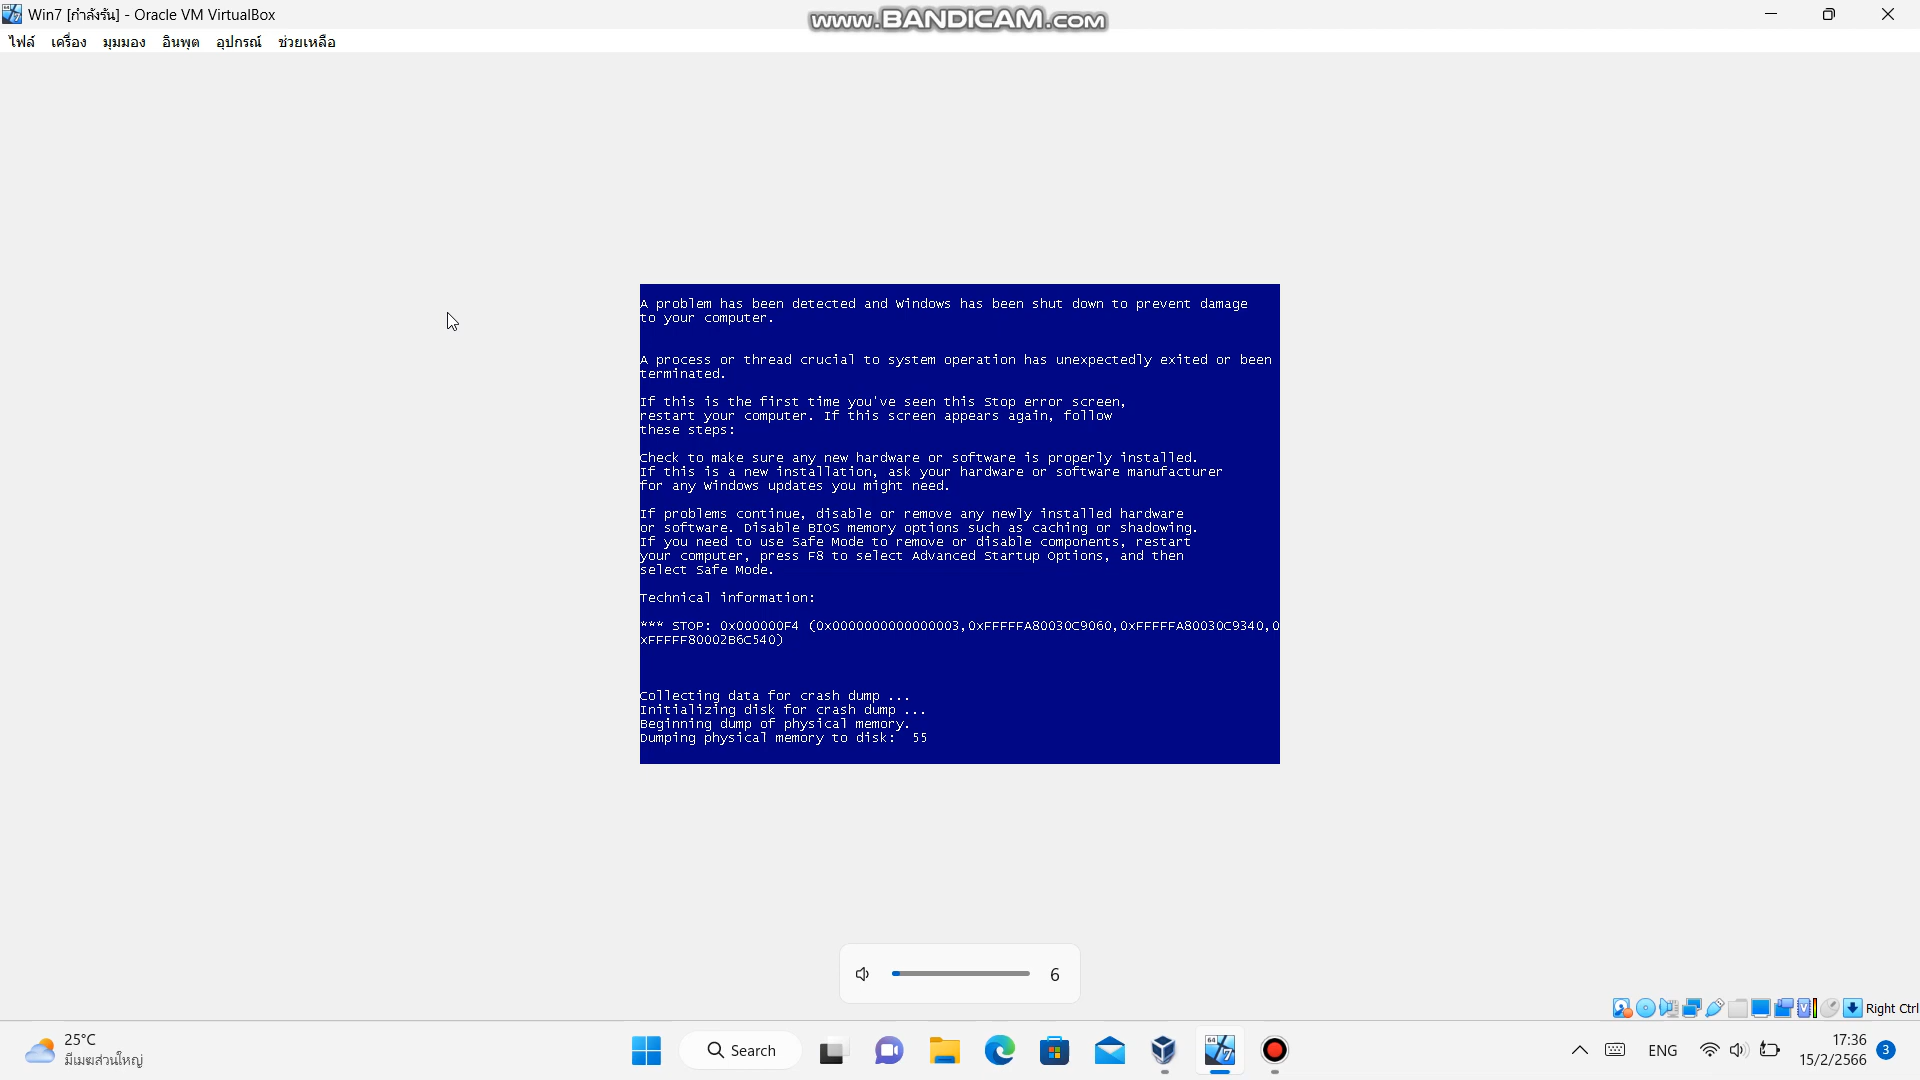 Win7 [กำลังรัน] - Oracle VM VirtualBox
www.BANDICAM.com
ไฟล์ เครื่อง มุมมอง อินพุต อุปกรณ์ ช่วยเหลือ
A problem has been detected and Windows has been shut down to prevent damage
to your computer.
A process or thread crucial to system operation has unexpectedly exited or been
terminated.
If this is the first time you've seen this Stop error screen,
restart your computer. If this screen appears again, follow
these steps:
Check to make sure any new hardware or software is properly installed.
If this is a new installation, ask your hardware or software manufacturer
for any Windows updates you might need.
If problems continue, disable or remove any newly installed hardware
or software. Disable BIOS memory options such as caching or shadowing.
If you need to use Safe Mode to remove or disable components, restart
your computer, press F8 to select Advanced Startup Options, and then
select Safe Mode.
Technical information:
*** STOP: 0x000000F4 (0x0000000000000003,0xFFFFFA80030C9060,0xFFFFFA80030C9340,0
xFFFFF80002B6C540)
Collecting data for crash dump ...
Initializing disk for crash dump ...
Beginning dump of physical memory.
Dumping physical memory to disk:  55
6
Right Ctrl
25°C
มีเมฆส่วนใหญ่
Search
64
7
ENG
17:36
15/2/2566
3